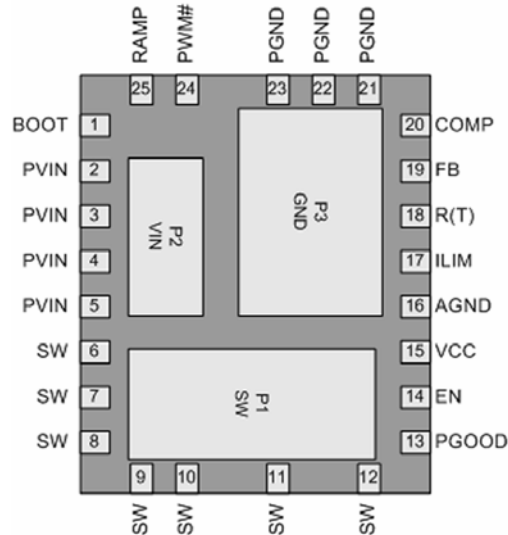 RAMP
PWM#
PGND
PGND
PGND
25
24
23
22
21
BOOT 1
20 COMP
PVIN 2
19 FB
PVIN 3
18 R(T)
PVIN 4
17 ILIM
PVIN 5
16 AGND
P2
VIN
P3
GND
SW 6
15 VCC
SW 7
14 EN
SW 8
13 PGOOD
P1
SW
9
10
11
12
SW
SW
SW
SW